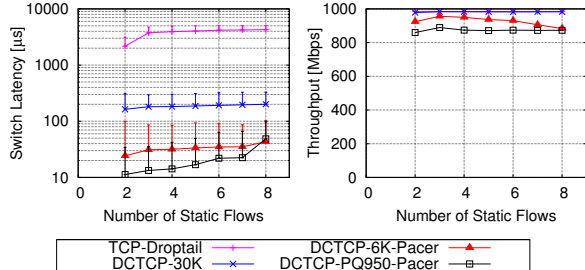 Switch Latency [µs]
10000
1000
100
10
0 2 4 6 8
Number of Static Flows
Throughput [Mbps]
1000
800
600
400
200
0
0 2 4 6 8
Number of Static Flows
TCP-Droptail
DCTCP-30K
DCTCP-6K-Pacer
DCTCP-PQ950-Pacer